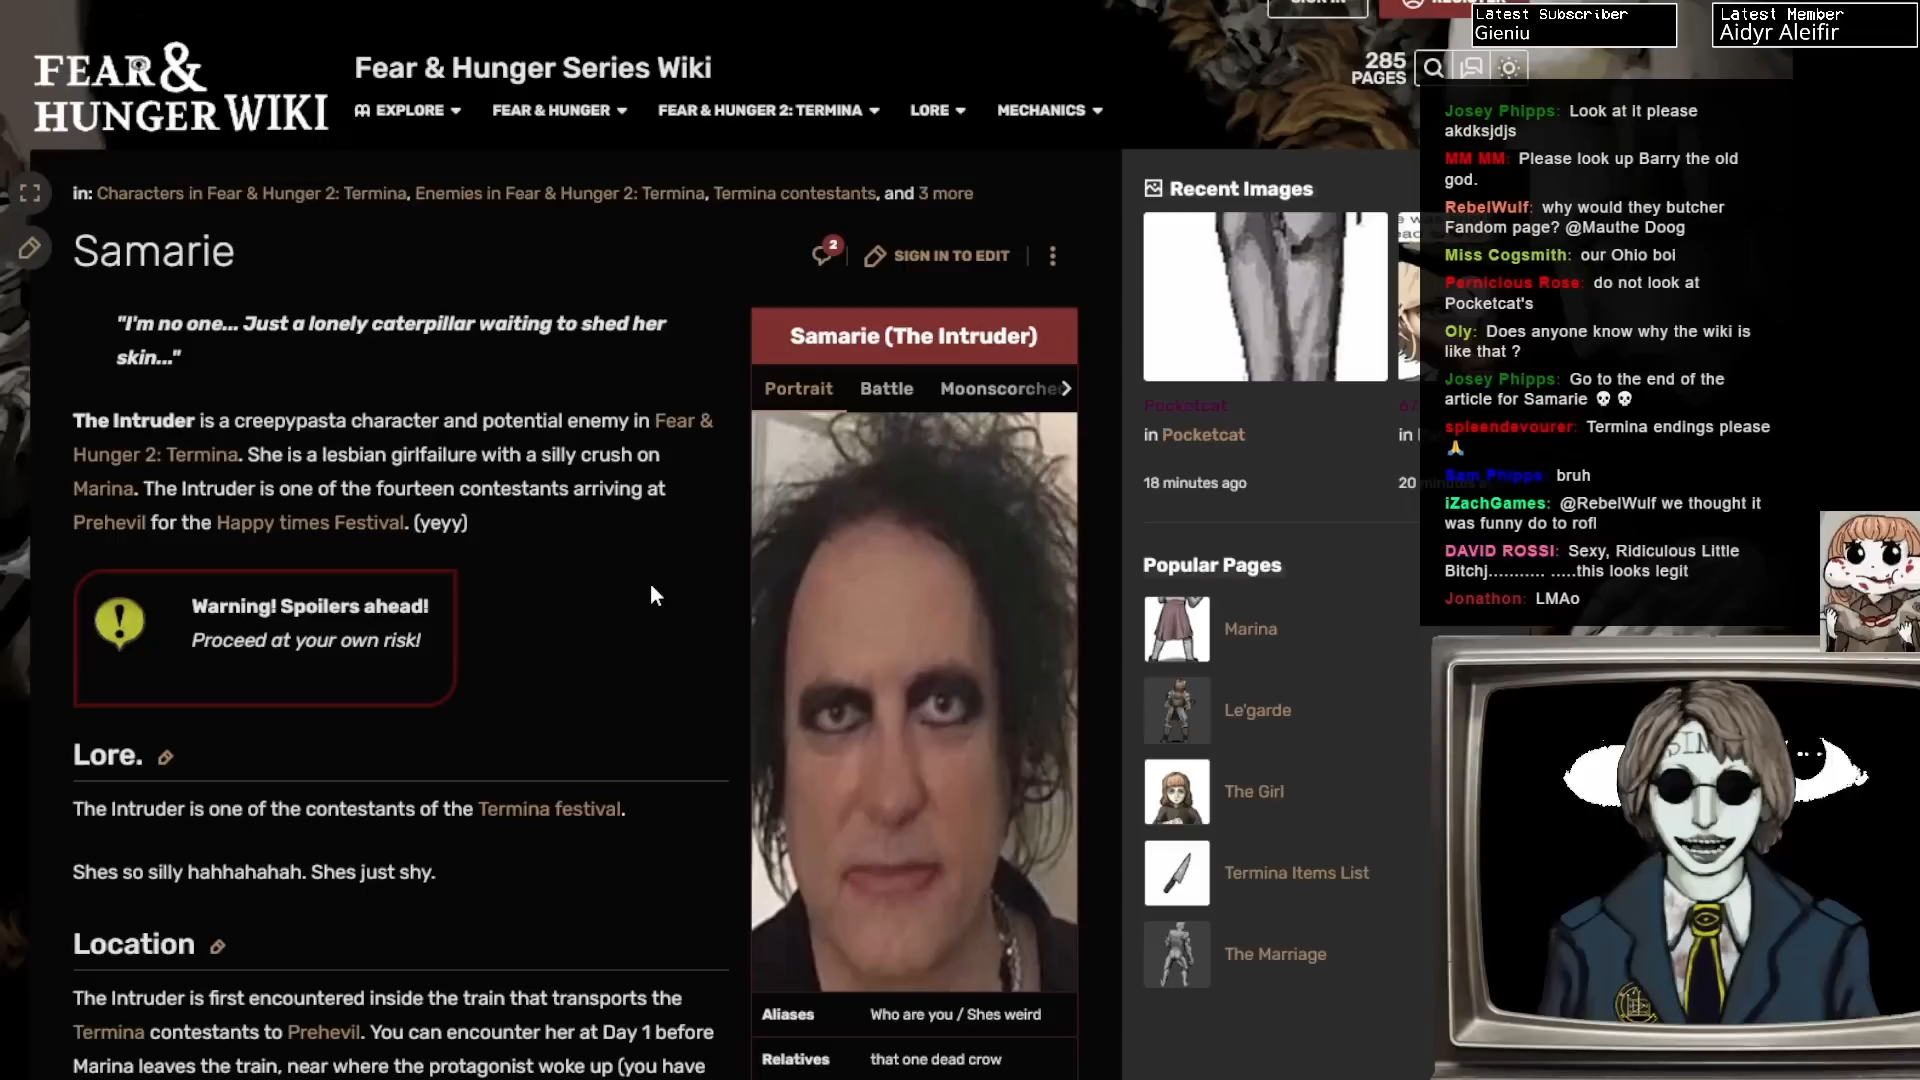 SIGN IN
REGISTER
Latest Subscriber
Gieniu
Latest Member
Aidyr Aleifir
FEAR &
HUNGER WIKI
Fear & Hunger Series Wiki
285
PAGES
EXPLORE
FEAR & HUNGER
FEAR & HUNGER 2: TERMINA
LORE
MECHANICS
in: Characters in Fear & Hunger 2: Termina, Enemies in Fear & Hunger 2: Termina, Termina contestants, and 3 more
Samarie
2
SIGN IN TO EDIT
"I'm no one... Just a lonely caterpillar waiting to shed her
skin..."
The Intruder is a creepypasta character and potential enemy in Fear &
Hunger 2: Termina. She is a lesbian girlfailure with a silly crush on
Marina. The Intruder is one of the fourteen contestants arriving at
Prehevil for the Happy times Festival. (yeyy)
Warning! Spoilers ahead!
Proceed at your own risk!
Lore.
The Intruder is one of the contestants of the Termina festival.
Shes so silly hahhahahah. Shes just shy.
Location
The Intruder is first encountered inside the train that transports the
Termina contestants to Prehevil. You can encounter her at Day 1 before
Marina leaves the train, near where the protagonist woke up (you have
Samarie (The Intruder)
Portrait
Battle
Moonscorche
Aliases
Who are you / Shes weird
Relatives
that one dead crow
Recent Images
Pocketcat
in Pocketcat
18 minutes ago
in
20 minutes
Popular Pages
Marina
Le'garde
The Girl
Termina Items List
The Marriage
Josey Phipps: Look at it please
akdksjdjs
MM MM: Please look up Barry the old
god.
RebelWulf: why would they butcher
Fandom page? @Mauthe Doog
Miss Cogsmith: our Ohio boi
Pernicious Rose: do not look at
Pocketcat's
Oly: Does anyone know why the wiki is
like that ?
Josey Phipps: Go to the end of the
article for Samarie 💀💀
spleendevourer: Termina endings please
🙏
Sam Phipps: bruh
iZachGames: @RebelWulf we thought it
was funny do to rofl
DAVID ROSSI: Sexy, Ridiculous Little
Bitchj........... .....this looks legit
Jonathon: LMAo
SIN